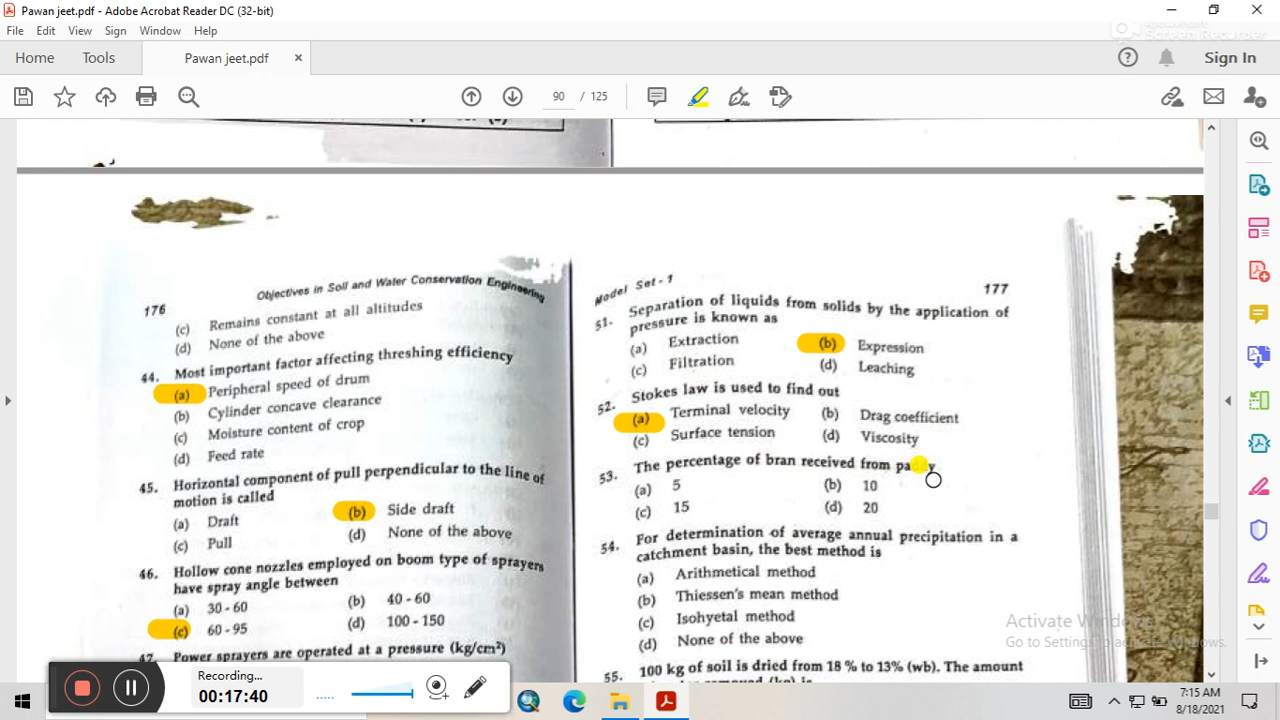 Pawan jeet.pdf - Adobe Acrobat Reader DC (32-bit)
File Edit View Sign Window Help
Home Tools Pawan jeet.pdf × Sign In
90 / 125
176 Objectives in Soil and Water Conservation Engineering
(c) Remains constant at all altitudes
(d) None of the above
44. Most important factor affecting threshing efficiency
(a) Peripheral speed of drum
(b) Cylinder concave clearance
(c) Moisture content of crop
(d) Feed rate
45. Horizontal component of pull perpendicular to the line of
motion is called
(a) Draft (b) Side draft
(c) Pull (d) None of the above
46. Hollow cone nozzles employed on boom type of sprayers
have spray angle between
(a) 30 - 60 (b) 40 - 60
(c) 60 - 95 (d) 100 - 150
47. Power sprayers are operated at a pressure (kg/cm²)
Model Set - 1 177
51. Separation of liquids from solids by the application of
pressure is known as
(a) Extraction (b) Expression
(c) Filtration (d) Leaching
52. Stokes law is used to find out
(a) Terminal velocity (b) Drag coefficient
(c) Surface tension (d) Viscosity
53. The percentage of bran received from paddy
(a) 5 (b) 10
(c) 15 (d) 20
54. For determination of average annual precipitation in a
catchment basin, the best method is
(a) Arithmetical method
(b) Thiessen's mean method
(c) Isohyetal method
(d) None of the above
55. 100 kg of soil is dried from 18 % to 13% (wb). The amount
Activate Windows
Go to Settings to activate Windows.
Screen Recorder
Recording...
00:17:40
7:15 AM
8/18/2021